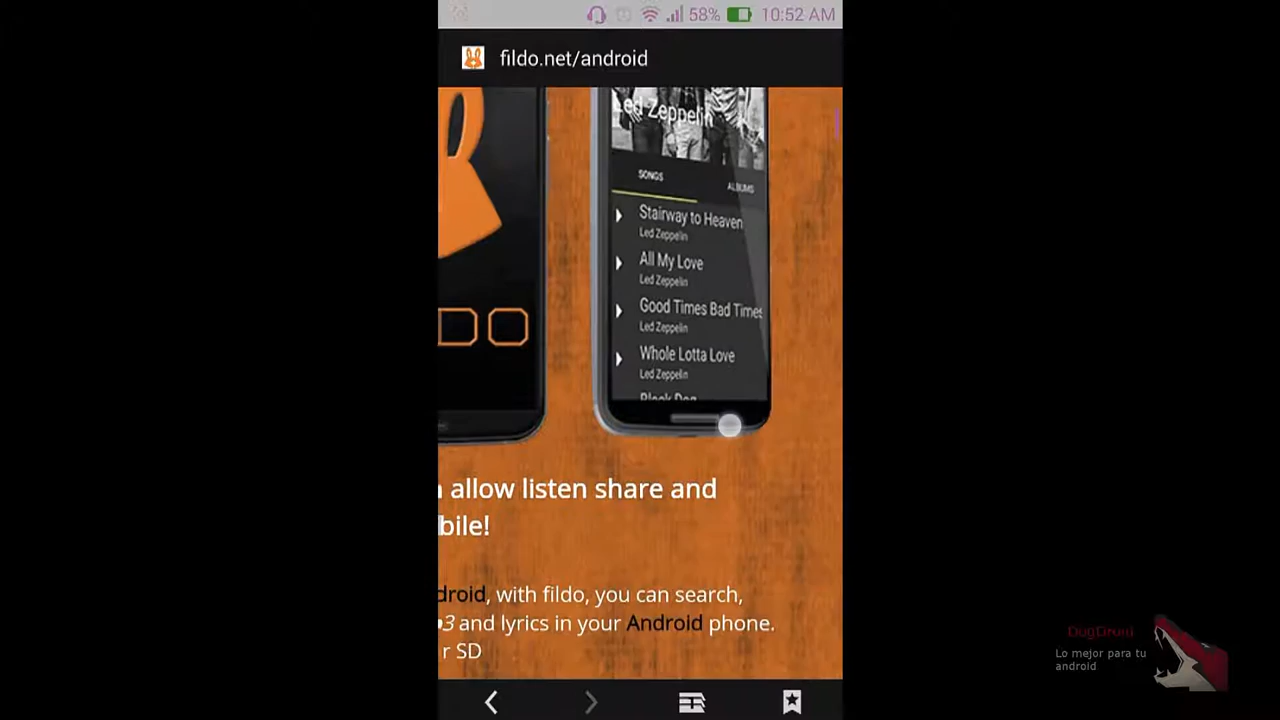 58% 10:52 AM
fildo.net/android
Led Zeppelin
SONGS
ALBUMS
Stairway to Heaven
Led Zeppelin
All My Love
Led Zeppelin
Good Times Bad Times
Led Zeppelin
Whole Lotta Love
Led Zeppelin
Black Dog
allow listen share and
bile!
droid, with fildo, you can search,
3 and lyrics in your Android phone.
r SD
DogDroid
Lo mejor para tu
android